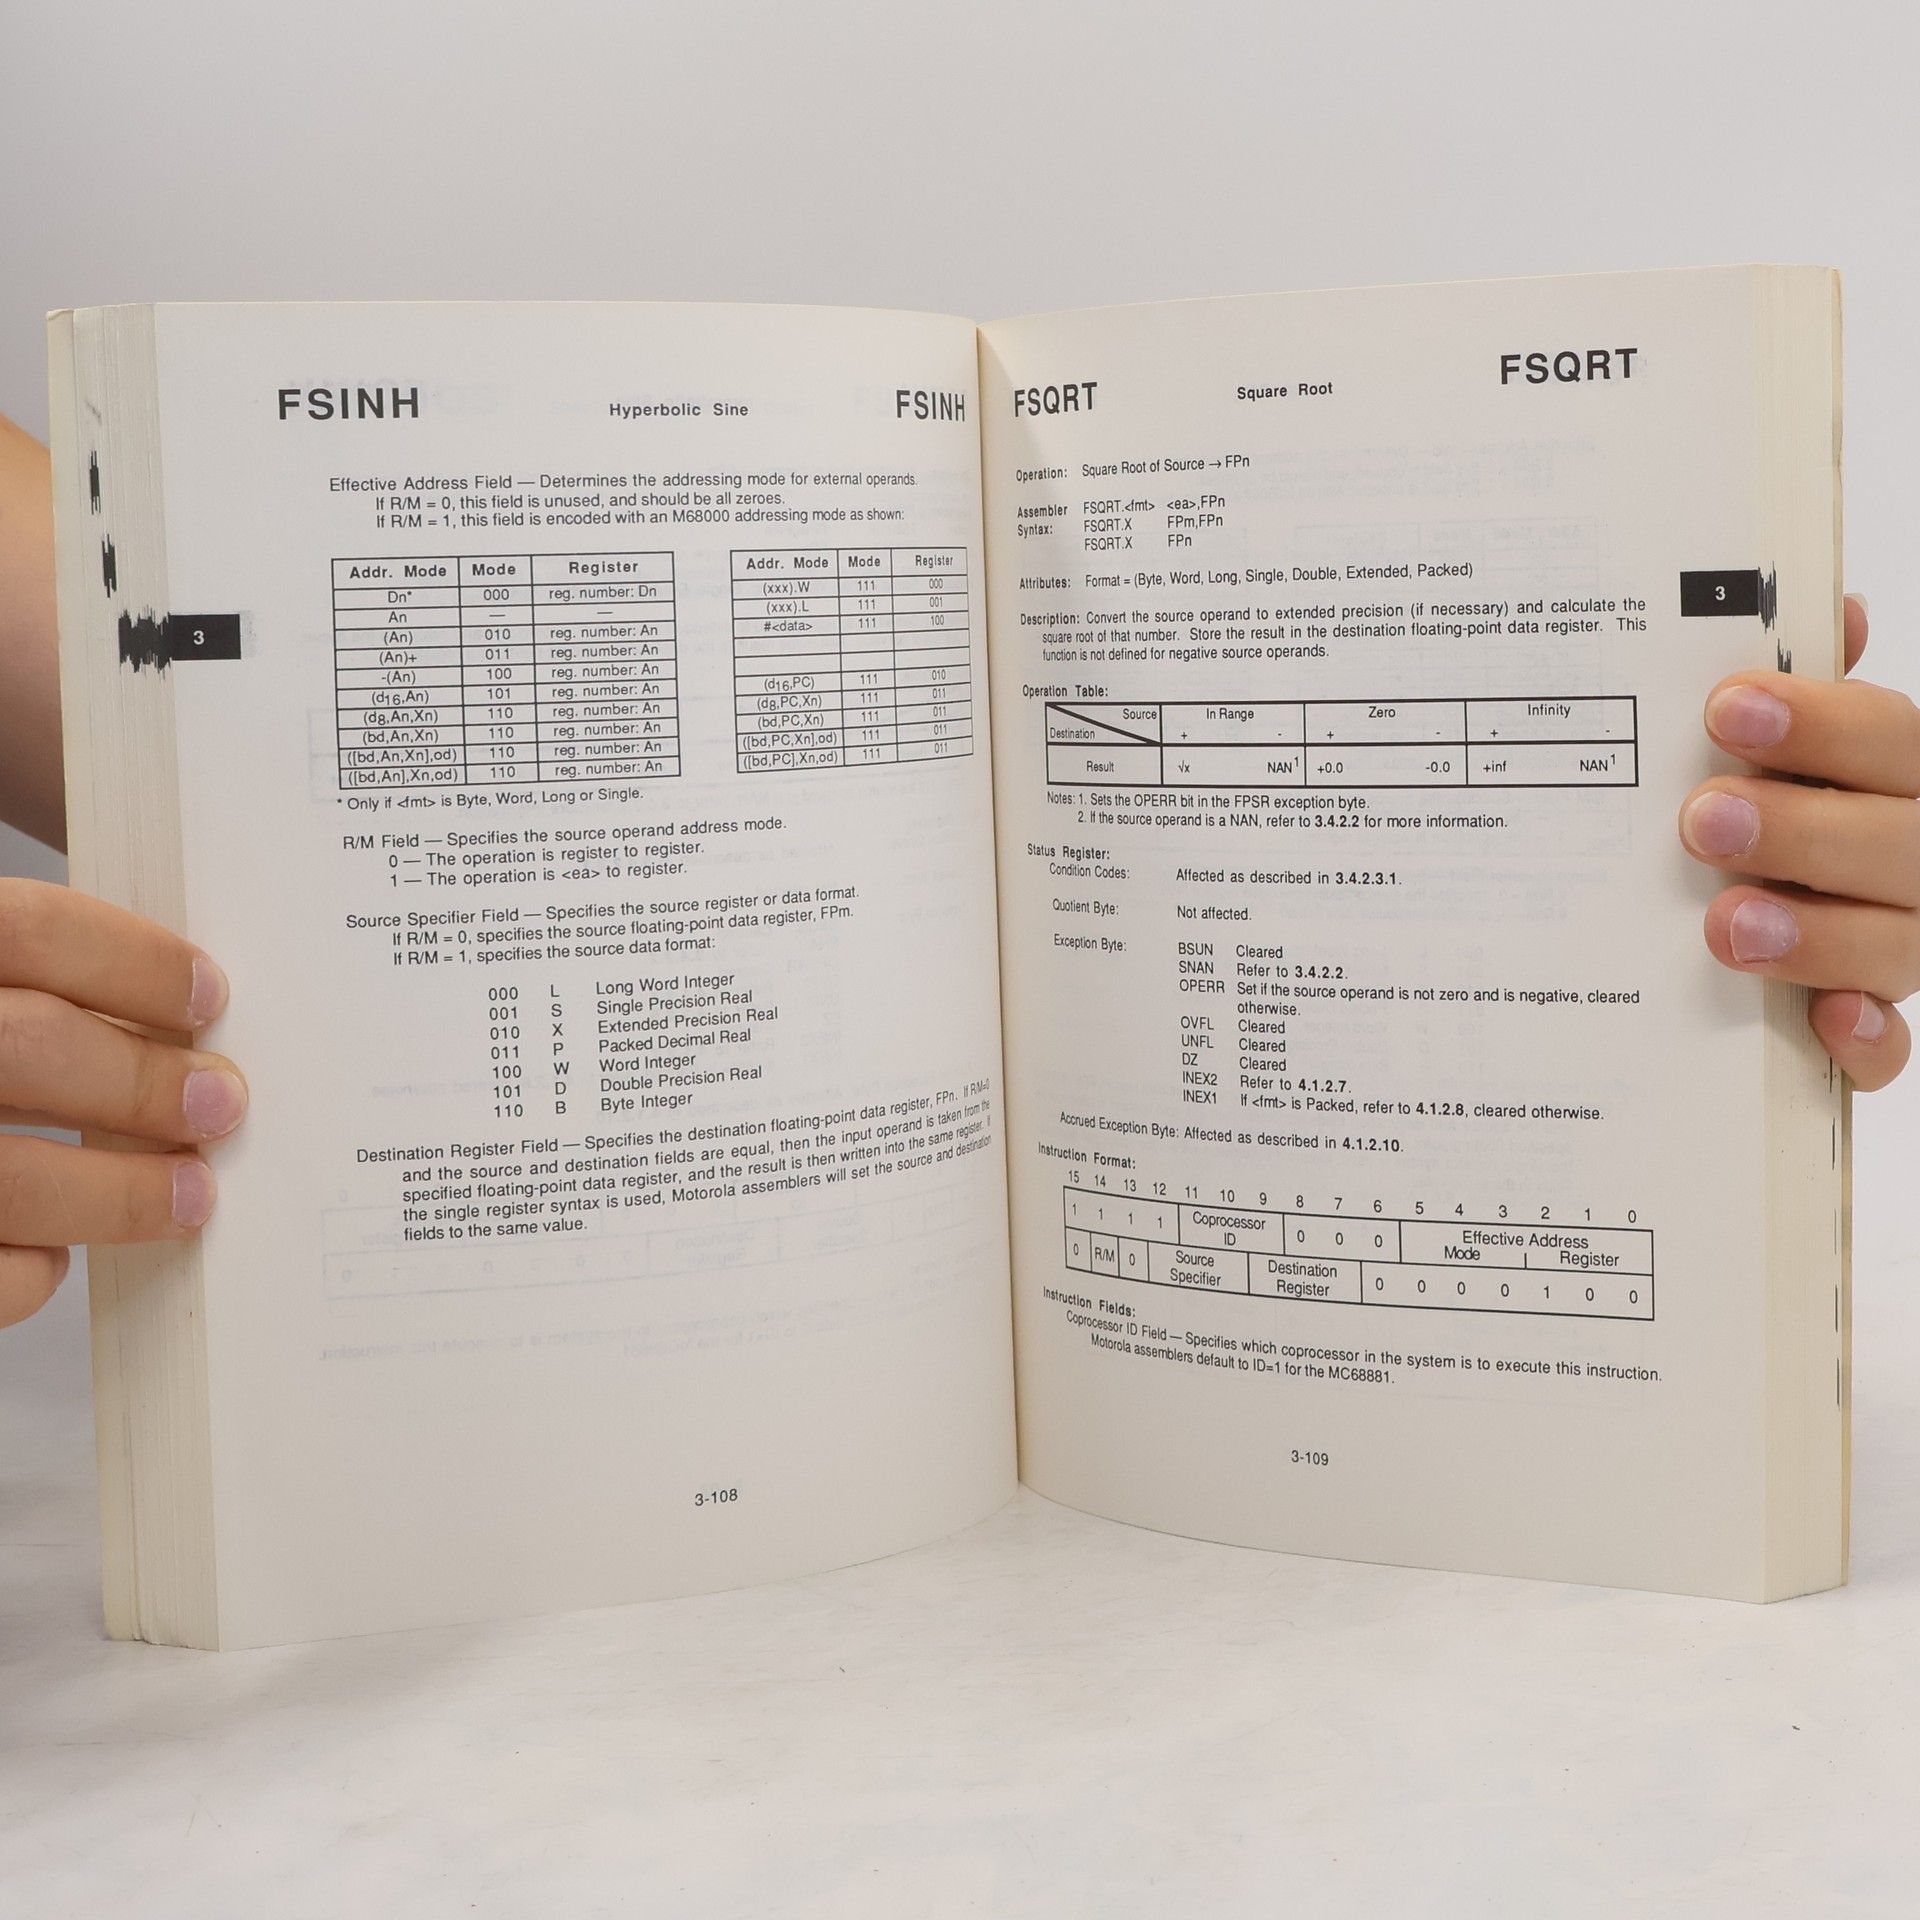 FSINH Hyperbolic Sine FSINH
Effective Address Field — Determines the addressing mode for external operands.
If R/M = 0, this field is unused, and should be all zeroes.
If R/M = 1, this field is encoded with an M68000 addressing mode as shown:
Addr. Mode Mode Register
Dn* 000 reg. number: Dn
An — —
(An) 010 reg. number: An
(An)+ 011 reg. number: An
-(An) 100 reg. number: An
(d16,An) 101 reg. number: An
(d8,An,Xn) 110 reg. number: An
(bd,An,Xn) 110 reg. number: An
([bd,An,Xn],od) 110 reg. number: An
([bd,An],Xn,od) 110 reg. number: An
Addr. Mode Mode Register
(xxx).W 111 000
(xxx).L 111 001
#<data> 111 100
(d16,PC) 111 010
(d8,PC,Xn) 111 011
(bd,PC,Xn) 111 011
([bd,PC,Xn],od) 111 011
([bd,PC],Xn,od) 111 011
* Only if <fmt> is Byte, Word, Long or Single.
3
R/M Field — Specifies the source operand address mode.
0 — The operation is register to register.
1 — The operation is <ea> to register.
Source Specifier Field — Specifies the source register or data format.
If R/M = 0, specifies the source floating-point data register, FPm.
If R/M = 1, specifies the source data format:
000 L Long Word Integer
001 S Single Precision Real
010 X Extended Precision Real
011 P Packed Decimal Real
100 W Word Integer
101 D Double Precision Real
110 B Byte Integer
Destination Register Field — Specifies the destination floating-point data register, FPn. If R/M=0
and the source and destination fields are equal, then the input operand is taken from the
specified floating-point data register, and the result is then written into the same register. If
the single register syntax is used, Motorola assemblers will set the source and destination
fields to the same value.
3-108
FSQRT Square Root FSQRT
Operation: Square Root of Source → FPn
Assembler FSQRT.<fmt> <ea>,FPn
Syntax: FSQRT.X FPm,FPn
FSQRT.X FPn
Attributes: Format = (Byte, Word, Long, Single, Double, Extended, Packed)
3
Description: Convert the source operand to extended precision (if necessary) and calculate the
square root of that number. Store the result in the destination floating-point data register. This
function is not defined for negative source operands.
Operation Table:
Source In Range Zero Infinity
Destination + - + - + -
Result √x NAN1 +0.0 -0.0 +inf NAN1
Notes: 1. Sets the OPERR bit in the FPSR exception byte.
2. If the source operand is a NAN, refer to 3.4.2.2 for more information.
Status Register:
Condition Codes: Affected as described in 3.4.2.3.1.
Quotient Byte: Not affected.
Exception Byte: BSUN Cleared
SNAN Refer to 3.4.2.2.
OPERR Set if the source operand is not zero and is negative, cleared
otherwise.
OVFL Cleared
UNFL Cleared
DZ Cleared
INEX2 Refer to 4.1.2.7.
INEX1 If <fmt> is Packed, refer to 4.1.2.8, cleared otherwise.
Accrued Exception Byte: Affected as described in 4.1.2.10.
Instruction Format:
15 14 13 12 11 10 9 8 7 6 5 4 3 2 1 0
1 1 1 1 Coprocessor 0 0 0 Effective Address
ID Mode Register
0 R/M 0 Source Destination 0 0 0 0 1 0 0
Specifier Register
Instruction Fields:
Coprocessor ID Field — Specifies which coprocessor in the system is to execute this instruction.
Motorola assemblers default to ID=1 for the MC68881.
3-109